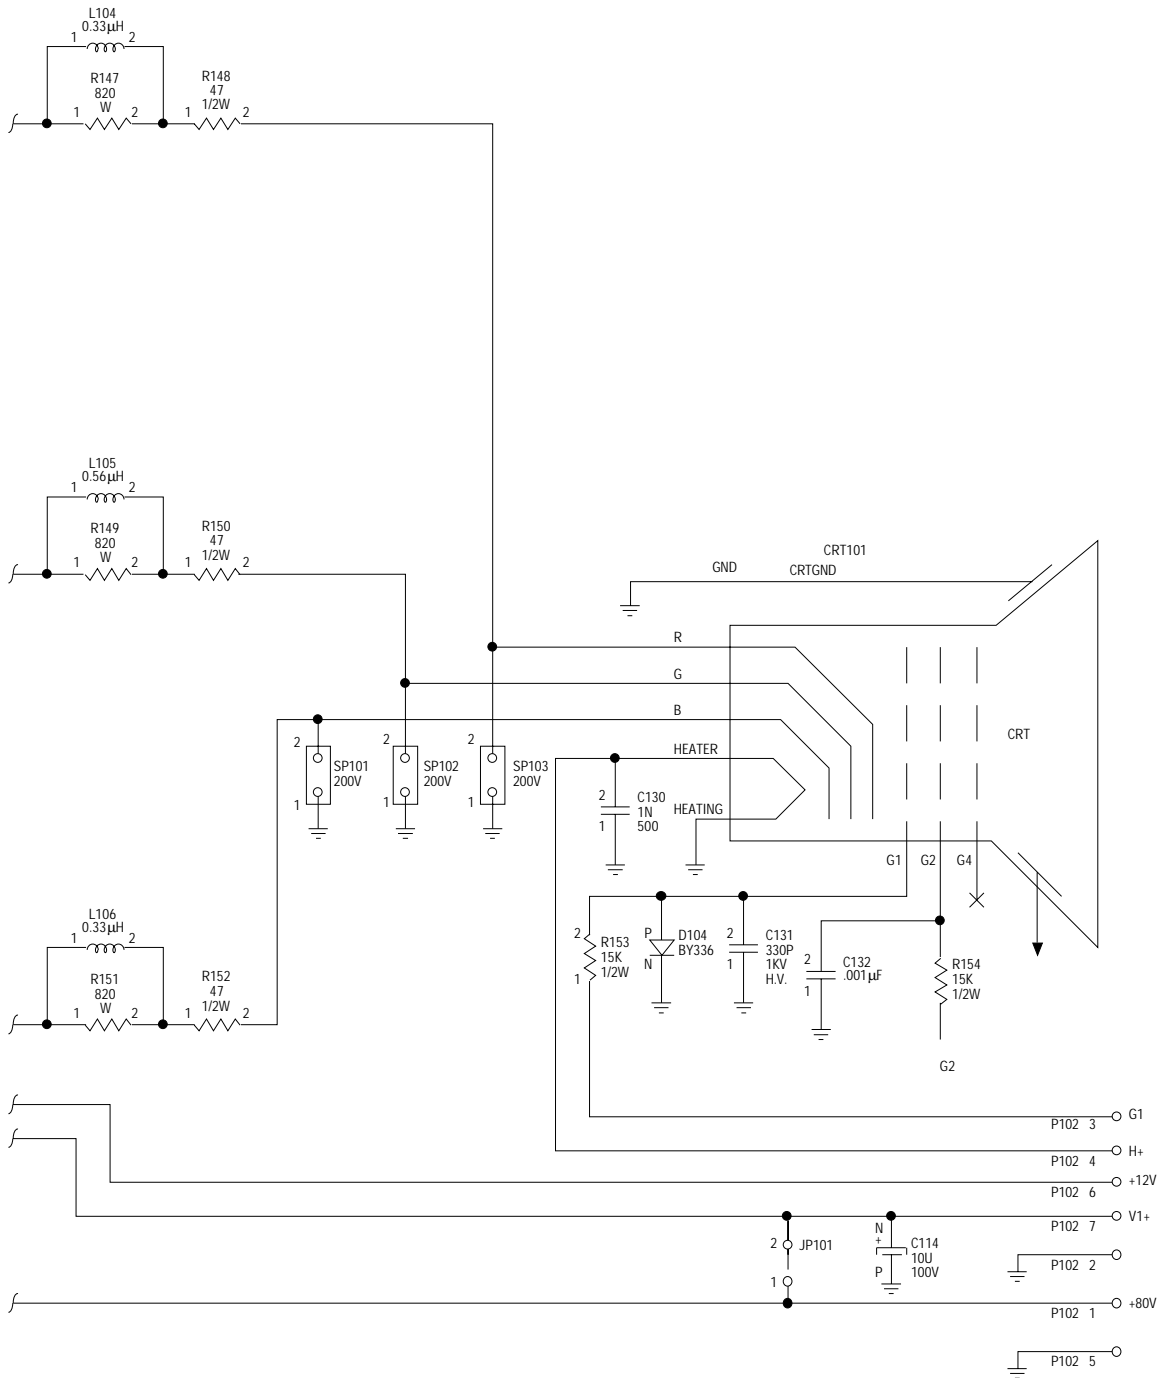 L104
0.33μH
1 2
R147
820
W
1 2
R148
47
1/2W
1 2
L105
0.56μH
1 2
R149
820
W
1 2
R150
47
1/2W
1 2
CRT101
GND CRTGND
R
G
B
HEATER
HEATING
CRT
2
SP101
200V
1
2
SP102
200V
1
2
SP103
200V
1
2
C130
1N
500
1
G1 G2 G4
L106
0.33μH
1 2
R151
820
W
1 2
R152
47
1/2W
1 2
2
R153
15K
1/2W
1
P
D104
BY336
N
2
C131
330P
1KV
H.V.
1
2
C132
.001μF
1
R154
15K
1/2W
G2
P102 3 G1
P102 4 H+
P102 6 +12V
P102 7 V1+
2 JP101
1
N
+
P
C114
10U
100V
P102 2
P102 1 +80V
P102 5